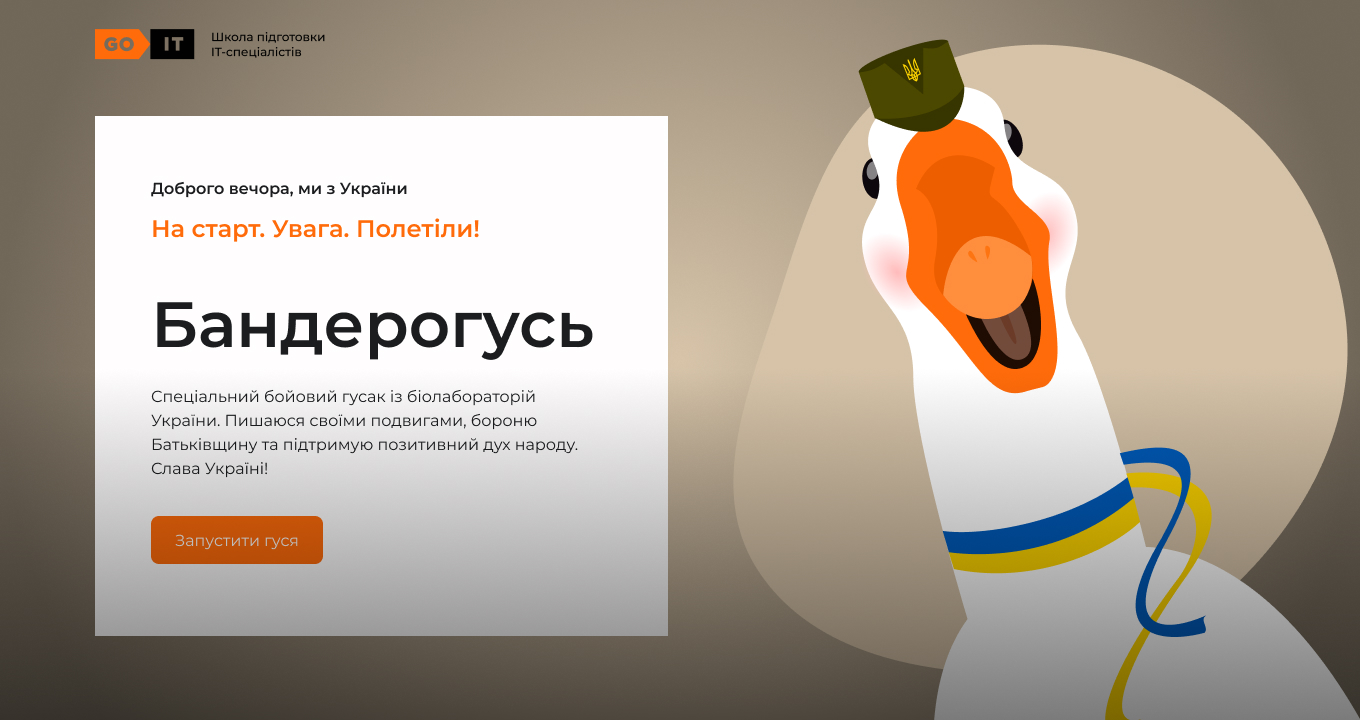 GO IT
Школа підготовки
ІТ-спеціалістів
Доброго вечора, ми з України
На старт. Увага. Полетіли!
Бандерогусь
Спеціальний бойовий гусак із біолабораторій
України. Пишаюся своїми подвигами, бороню
Батьківщину та підтримую позитивний дух народу.
Слава Україні!
Запустити гуся